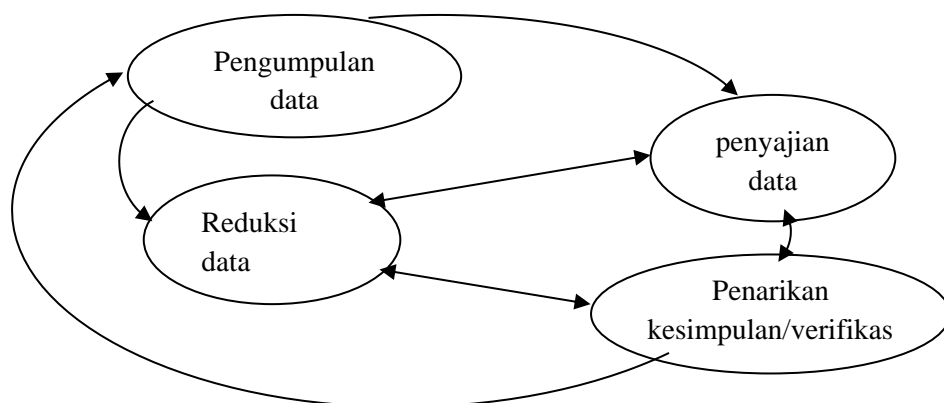 Pengumpulan
data
penyajian
data
Reduksi
data
Penarikan
kesimpulan/verifikas